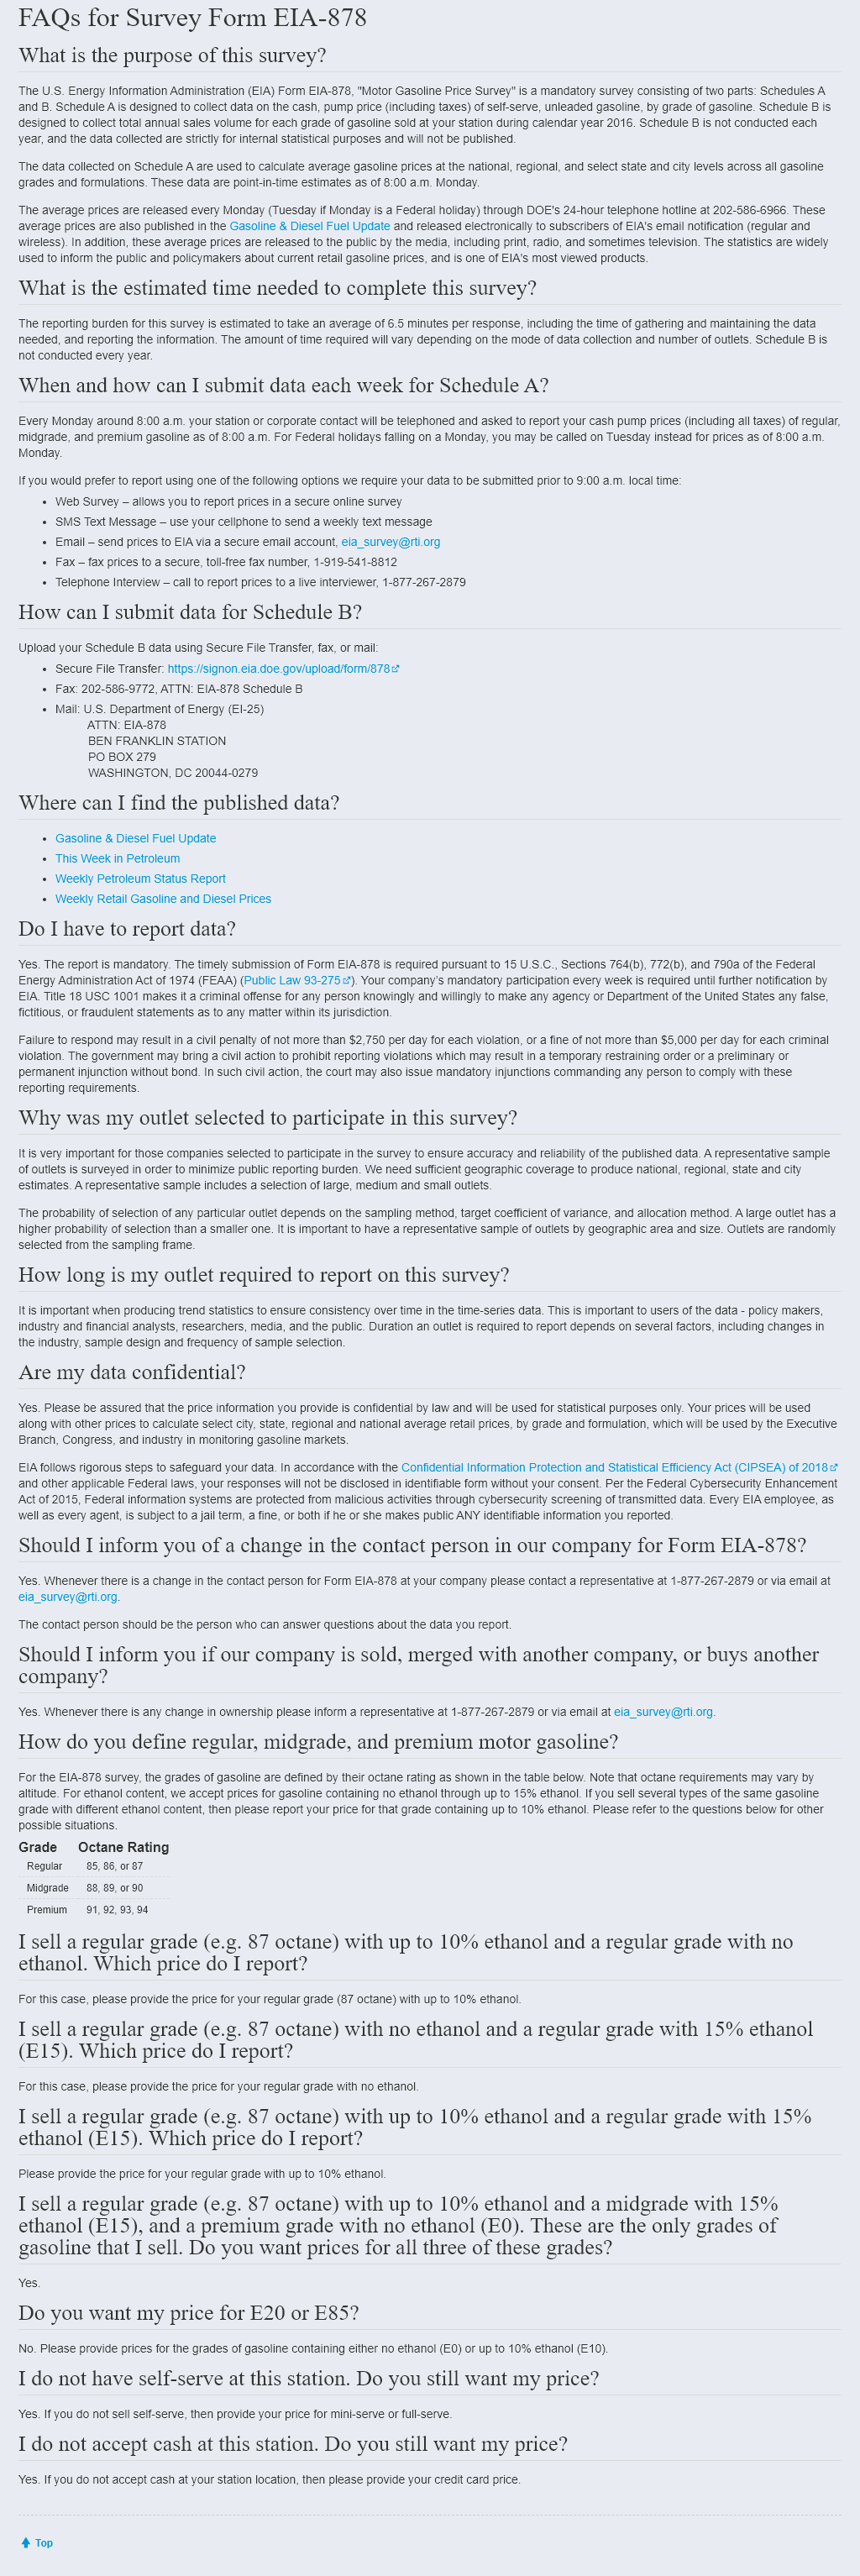 FAQs for Survey Form EIA-878
What is the purpose of this survey?
The U.S. Energy Information Administration (EIA) Form EIA-878, "Motor Gasoline Price Survey" is a mandatory survey consisting of two parts: Schedules A
and B. Schedule A is designed to collect data on the cash, pump price (including taxes) of self-serve, unleaded gasoline, by grade of gasoline. Schedule B is
designed to collect total annual sales volume for each grade of gasoline sold at your station during calendar year 2016. Schedule B is not conducted each
year, and the data collected are strictly for internal statistical purposes and will not be published.
The data collected on Schedule A are used to calculate average gasoline prices at the national, regional, and select state and city levels across all gasoline
grades and formulations. These data are point-in-time estimates as of 8:00 a.m. Monday.
The average prices are released every Monday (Tuesday if Monday is a Federal holiday) through DOE's 24-hour telephone hotline at 202-586-6966. These
average prices are also published in the Gasoline & Diesel Fuel Update and released electronically to subscribers of EIA's email notification (regular and
wireless). In addition, these average prices are released to the public by the media, including print, radio, and sometimes television. The statistics are widely
used to inform the public and policymakers about current retail gasoline prices, and is one of EIA's most viewed products.
What is the estimated time needed to complete this survey?
The reporting burden for this survey is estimated to take an average of 6.5 minutes per response, including the time of gathering and maintaining the data
needed, and reporting the information. The amount of time required will vary depending on the mode of data collection and number of outlets. Schedule B is
not conducted every year.
When and how can I submit data each week for Schedule A?
Every Monday around 8:00 a.m. your station or corporate contact will be telephoned and asked to report your cash pump prices (including all taxes) of regular,
midgrade, and premium gasoline as of 8:00 a.m. For Federal holidays falling on a Monday, you may be called on Tuesday instead for prices as of 8:00 a.m.
Monday.
If you would prefer to report using one of the following options we require your data to be submitted prior to 9:00 a.m. local time:
• Web Survey – allows you to report prices in a secure online survey
• SMS Text Message – use your cellphone to send a weekly text message
• Email – send prices to EIA via a secure email account, eia_survey@rti.org
• Fax – fax prices to a secure, toll-free fax number, 1-919-541-8812
• Telephone Interview – call to report prices to a live interviewer, 1-877-267-2879
How can I submit data for Schedule B?
Upload your Schedule B data using Secure File Transfer, fax, or mail:
• Secure File Transfer: https://signon.eia.doe.gov/upload/form/878
• Fax: 202-586-9772, ATTN: EIA-878 Schedule B
• Mail: U.S. Department of Energy (EI-25)
ATTN: EIA-878
BEN FRANKLIN STATION
PO BOX 279
WASHINGTON, DC 20044-0279
Where can I find the published data?
• Gasoline & Diesel Fuel Update
• This Week in Petroleum
• Weekly Petroleum Status Report
• Weekly Retail Gasoline and Diesel Prices
Do I have to report data?
Yes. The report is mandatory. The timely submission of Form EIA-878 is required pursuant to 15 U.S.C., Sections 764(b), 772(b), and 790a of the Federal
Energy Administration Act of 1974 (FEAA) (Public Law 93-275). Your company’s mandatory participation every week is required until further notification by
EIA. Title 18 USC 1001 makes it a criminal offense for any person knowingly and willingly to make any agency or Department of the United States any false,
fictitious, or fraudulent statements as to any matter within its jurisdiction.
Failure to respond may result in a civil penalty of not more than $2,750 per day for each violation, or a fine of not more than $5,000 per day for each criminal
violation. The government may bring a civil action to prohibit reporting violations which may result in a temporary restraining order or a preliminary or
permanent injunction without bond. In such civil action, the court may also issue mandatory injunctions commanding any person to comply with these
reporting requirements.
Why was my outlet selected to participate in this survey?
It is very important for those companies selected to participate in the survey to ensure accuracy and reliability of the published data. A representative sample
of outlets is surveyed in order to minimize public reporting burden. We need sufficient geographic coverage to produce national, regional, state and city
estimates. A representative sample includes a selection of large, medium and small outlets.
The probability of selection of any particular outlet depends on the sampling method, target coefficient of variance, and allocation method. A large outlet has a
higher probability of selection than a smaller one. It is important to have a representative sample of outlets by geographic area and size. Outlets are randomly
selected from the sampling frame.
How long is my outlet required to report on this survey?
It is important when producing trend statistics to ensure consistency over time in the time-series data. This is important to users of the data - policy makers,
industry and financial analysts, researchers, media, and the public. Duration an outlet is required to report depends on several factors, including changes in
the industry, sample design and frequency of sample selection.
Are my data confidential?
Yes. Please be assured that the price information you provide is confidential by law and will be used for statistical purposes only. Your prices will be used
along with other prices to calculate select city, state, regional and national average retail prices, by grade and formulation, which will be used by the Executive
Branch, Congress, and industry in monitoring gasoline markets.
EIA follows rigorous steps to safeguard your data. In accordance with the Confidential Information Protection and Statistical Efficiency Act (CIPSEA) of 2018
and other applicable Federal laws, your responses will not be disclosed in identifiable form without your consent. Per the Federal Cybersecurity Enhancement
Act of 2015, Federal information systems are protected from malicious activities through cybersecurity screening of transmitted data. Every EIA employee, as
well as every agent, is subject to a jail term, a fine, or both if he or she makes public ANY identifiable information you reported.
Should I inform you of a change in the contact person in our company for Form EIA-878?
Yes. Whenever there is a change in the contact person for Form EIA-878 at your company please contact a representative at 1-877-267-2879 or via email at
eia_survey@rti.org.
The contact person should be the person who can answer questions about the data you report.
Should I inform you if our company is sold, merged with another company, or buys another
company?
Yes. Whenever there is any change in ownership please inform a representative at 1-877-267-2879 or via email at eia_survey@rti.org.
How do you define regular, midgrade, and premium motor gasoline?
For the EIA-878 survey, the grades of gasoline are defined by their octane rating as shown in the table below. Note that octane requirements may vary by
altitude. For ethanol content, we accept prices for gasoline containing no ethanol through up to 15% ethanol. If you sell several types of the same gasoline
grade with different ethanol content, then please report your price for that grade containing up to 10% ethanol. Please refer to the questions below for other
possible situations.
Grade Octane Rating
Regular 85, 86, or 87
Midgrade 88, 89, or 90
Premium 91, 92, 93, 94
I sell a regular grade (e.g. 87 octane) with up to 10% ethanol and a regular grade with no
ethanol. Which price do I report?
For this case, please provide the price for your regular grade (87 octane) with up to 10% ethanol.
I sell a regular grade (e.g. 87 octane) with no ethanol and a regular grade with 15% ethanol
(E15). Which price do I report?
For this case, please provide the price for your regular grade with no ethanol.
I sell a regular grade (e.g. 87 octane) with up to 10% ethanol and a regular grade with 15%
ethanol (E15). Which price do I report?
Please provide the price for your regular grade with up to 10% ethanol.
I sell a regular grade (e.g. 87 octane) with up to 10% ethanol and a midgrade with 15%
ethanol (E15), and a premium grade with no ethanol (E0). These are the only grades of
gasoline that I sell. Do you want prices for all three of these grades?
Yes.
Do you want my price for E20 or E85?
No. Please provide prices for the grades of gasoline containing either no ethanol (E0) or up to 10% ethanol (E10).
I do not have self-serve at this station. Do you still want my price?
Yes. If you do not sell self-serve, then provide your price for mini-serve or full-serve.
I do not accept cash at this station. Do you still want my price?
Yes. If you do not accept cash at your station location, then please provide your credit card price.
Top